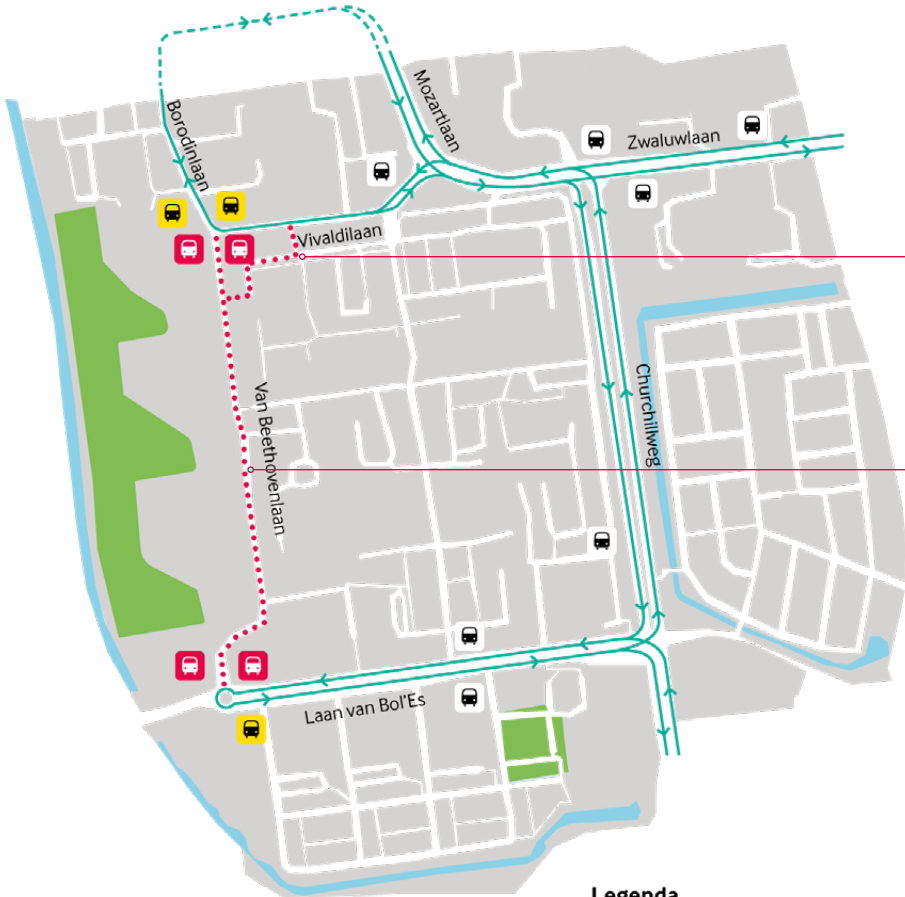 Mozartlaan
Borodinlaan
Zwaluwlaan
Vivaldilaan
Churchillweg
Van Beethovenlaan
Laan van Bol'Es
Legenda